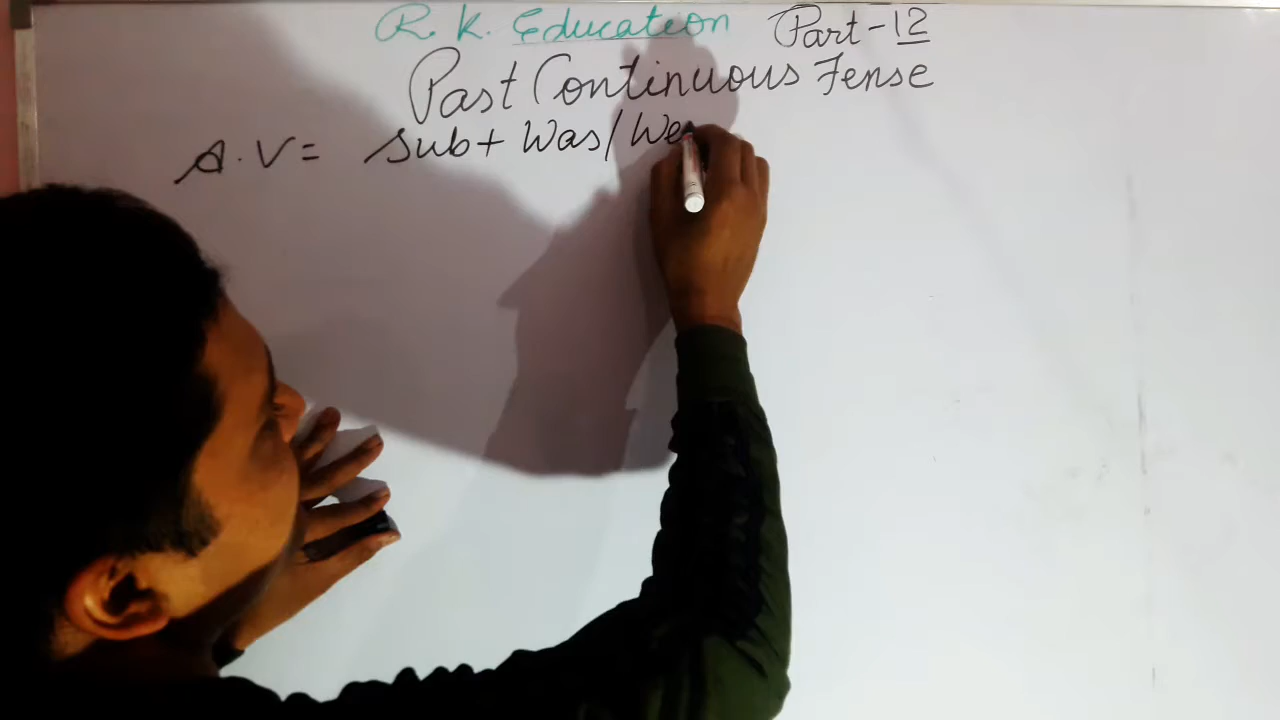 R. K. Education Part-12
Past Continuous Tense
A.V= Sub+ Was/We